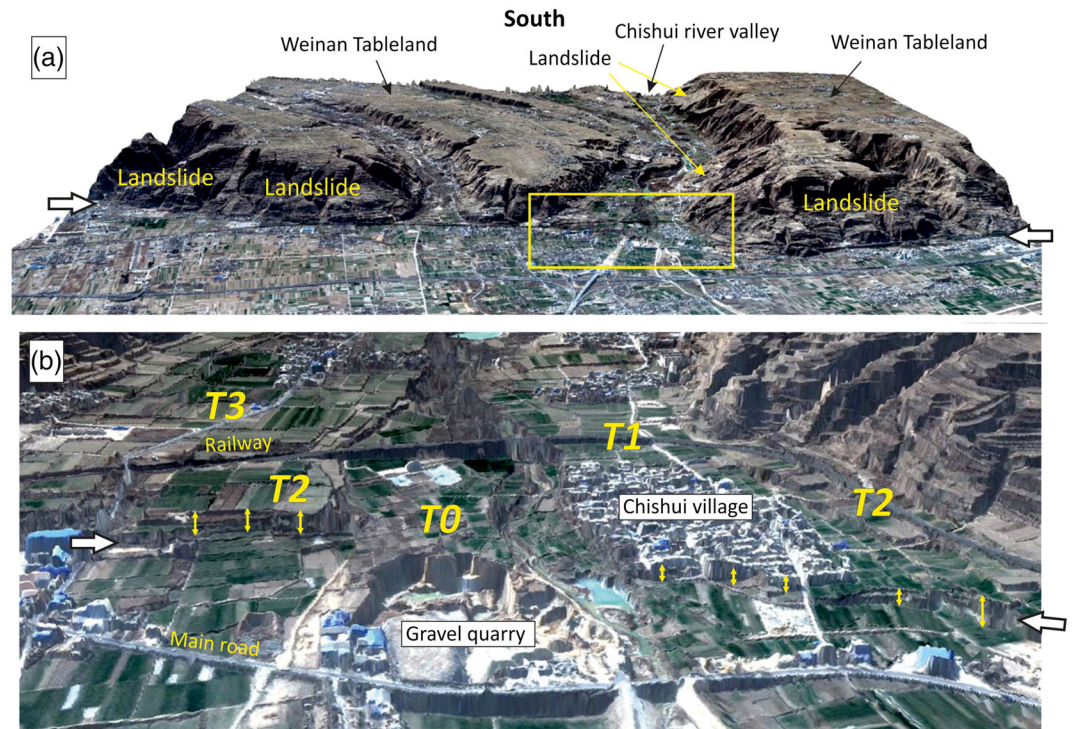 South
(a)
Weinan Tableland
Chishui river valley
Weinan Tableland
Landslide
Landslide
Landslide
Landslide
(b)
T3
Railway
T1
T2
T2
Chishui village
T0
Gravel quarry
Main road